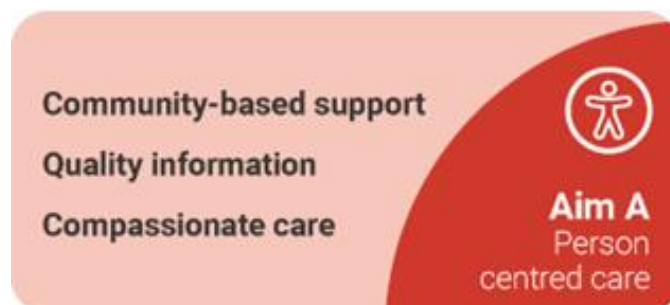 Community-based support
Quality information
Compassionate care
Aim A
Person
centred care